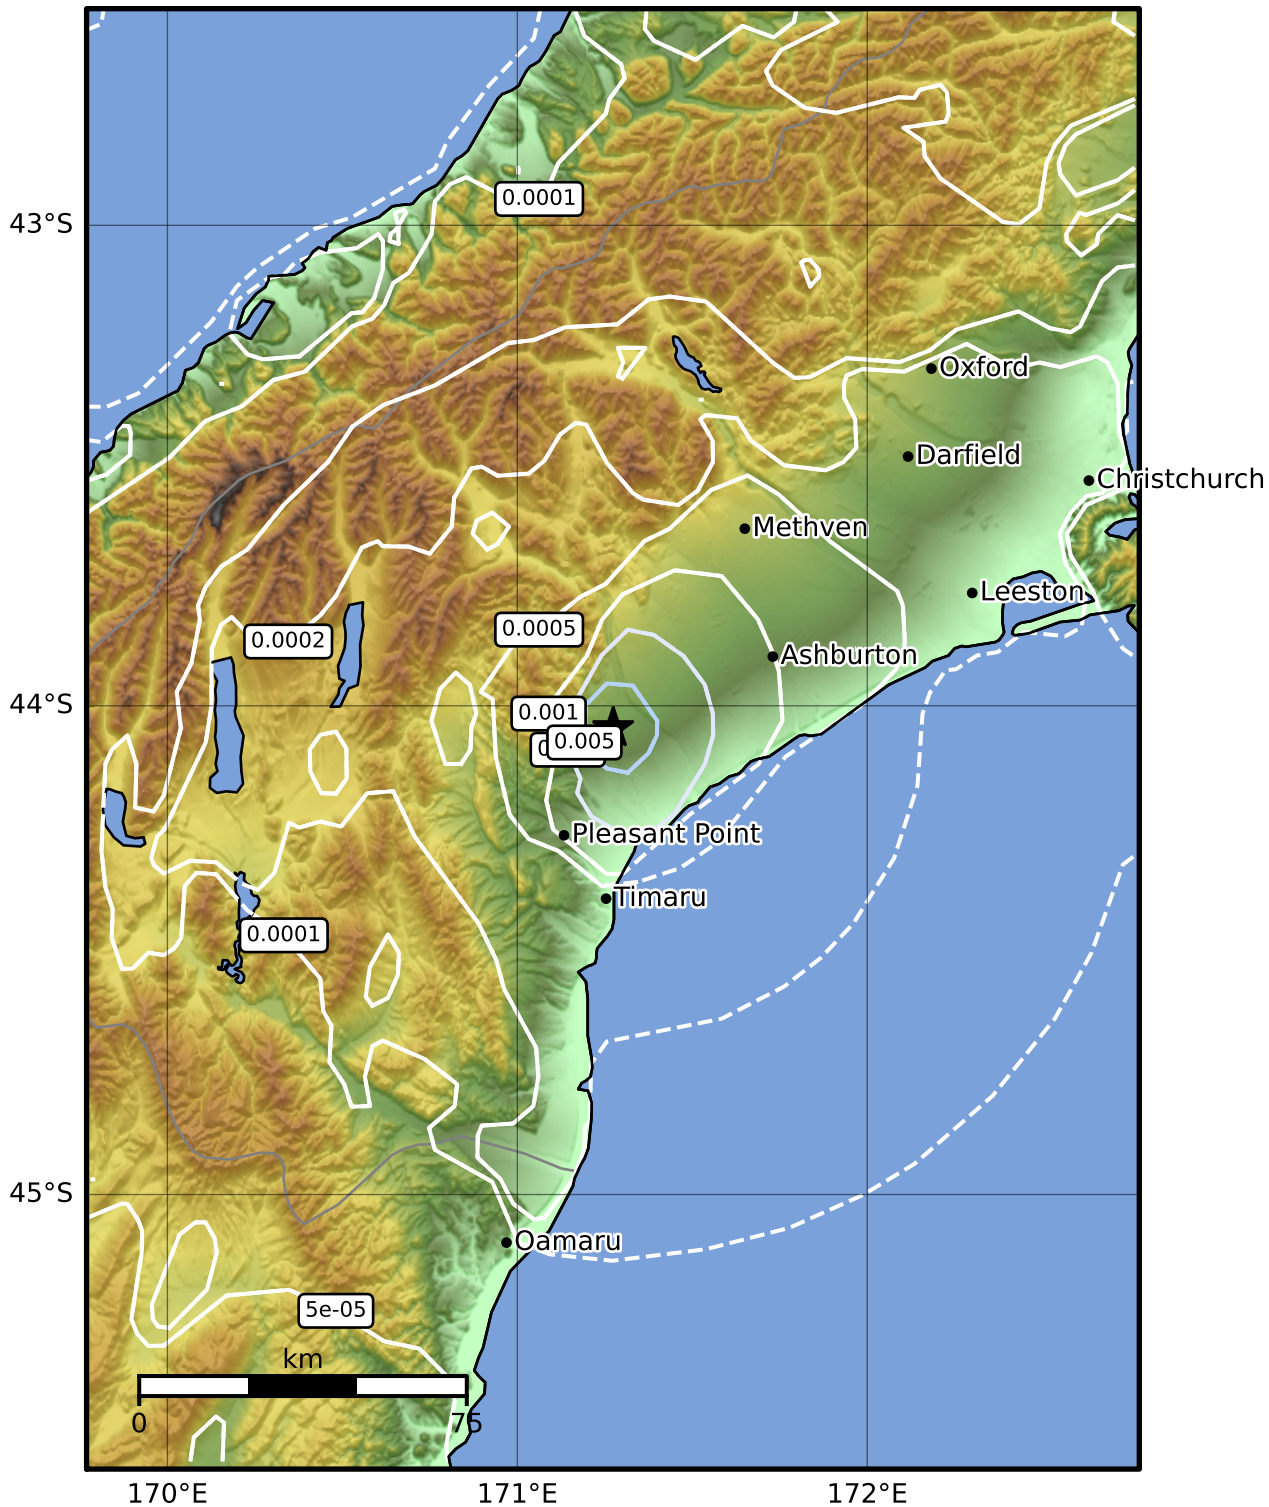 0.0001
43°S
Oxford
Darfield
Christchurch
Methven
Leeston
0.0005
0.0002
Ashburton
44°S
0.001
0.005
Pleasant Point
Timaru
0.0001
45°S
Oamaru
5e-05
km
0
75
170°E
171°E
172°E